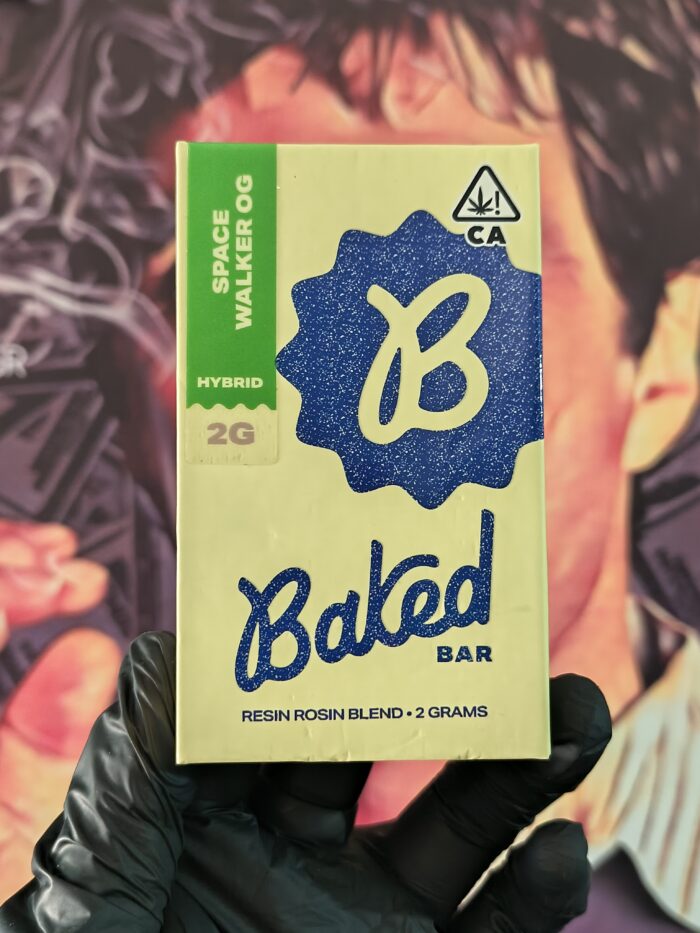 SPACE
WALKER OG
HYBRID
2G
CA
B
Baked
BAR
RESIN ROSIN BLEND • 2 GRAMS